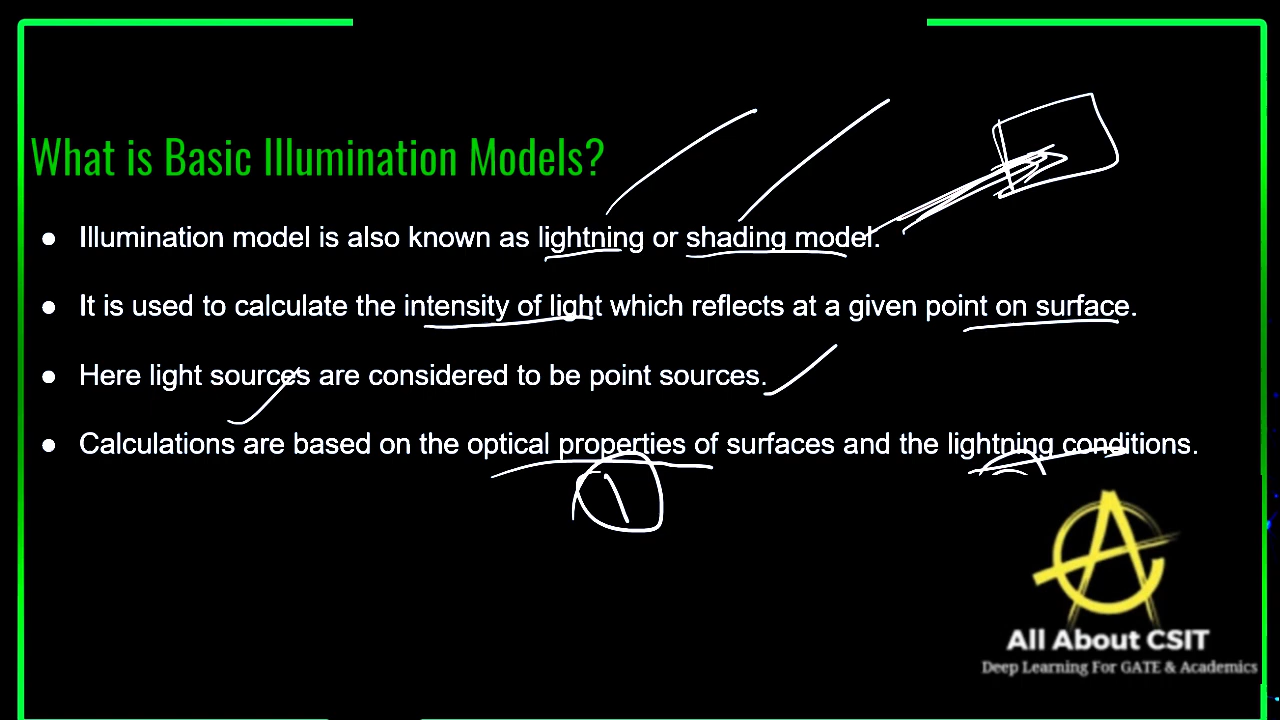 What is Basic Illumination Models?
● Illumination model is also known as lightning or shading model.
● It is used to calculate the intensity of light which reflects at a given point on surface.
● Here light sources are considered to be point sources.
● Calculations are based on the optical properties of surfaces and the lightning conditions.
All About CSIT
Deep Learning For GATE & Academics